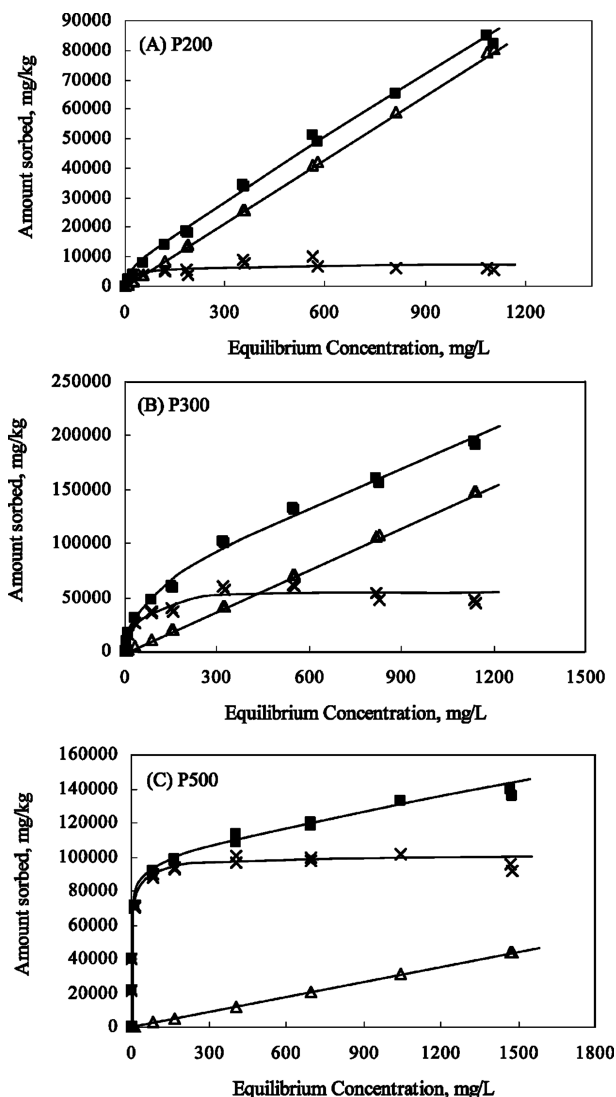 (A) P200
90000
80000
70000
60000
50000
40000
30000
20000
10000
0
Amount sorbed, mg/kg
0 300 600 900 1200
Equilibrium Concentration, mg/L
(B) P300
250000
200000
150000
100000
50000
0
Amount sorbed, mg/kg
0 300 600 900 1200 1500
Equilibrium Concentration, mg/L
(C) P500
160000
140000
120000
100000
80000
60000
40000
20000
0
Amount sorbed, mg/kg
0 300 600 900 1200 1500 1800
Equilibrium Concentration, mg/L